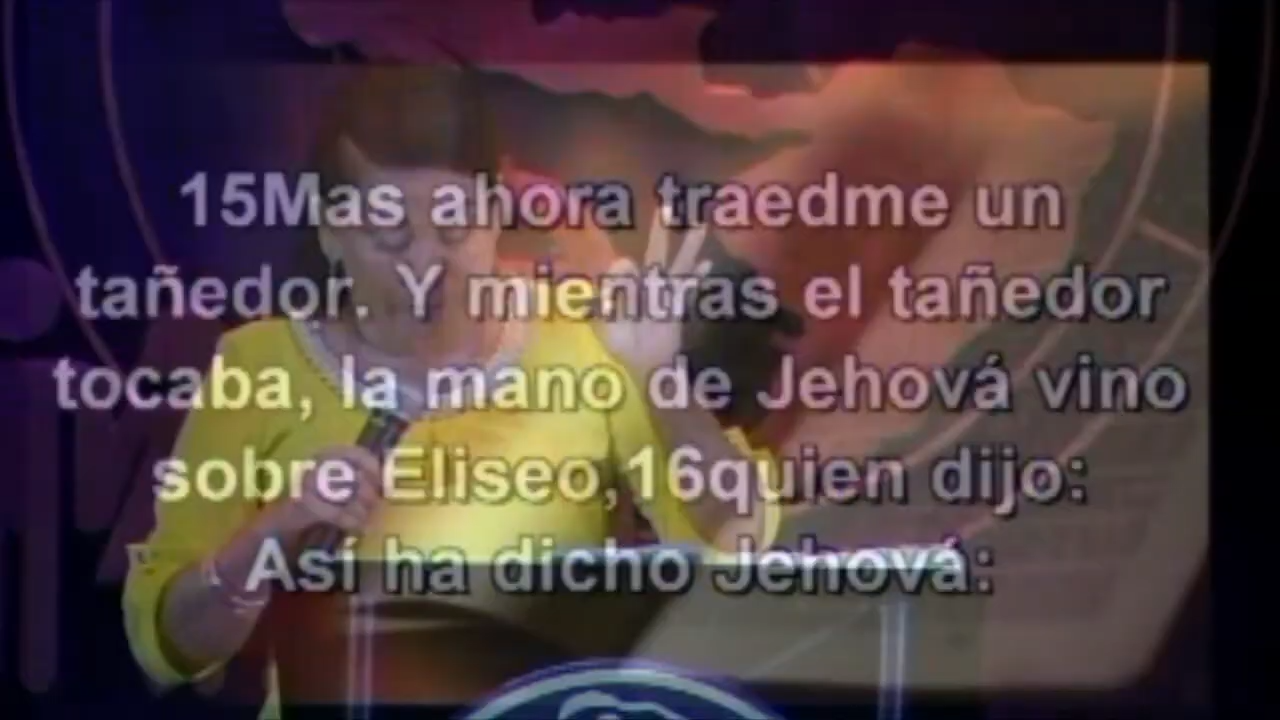 15Mas ahora traedme un
tañedor. Y mientras el tañedor
tocaba, la mano de Jehová vino
sobre Eliseo,16quien dijo:
Así ha dicho Jehová: